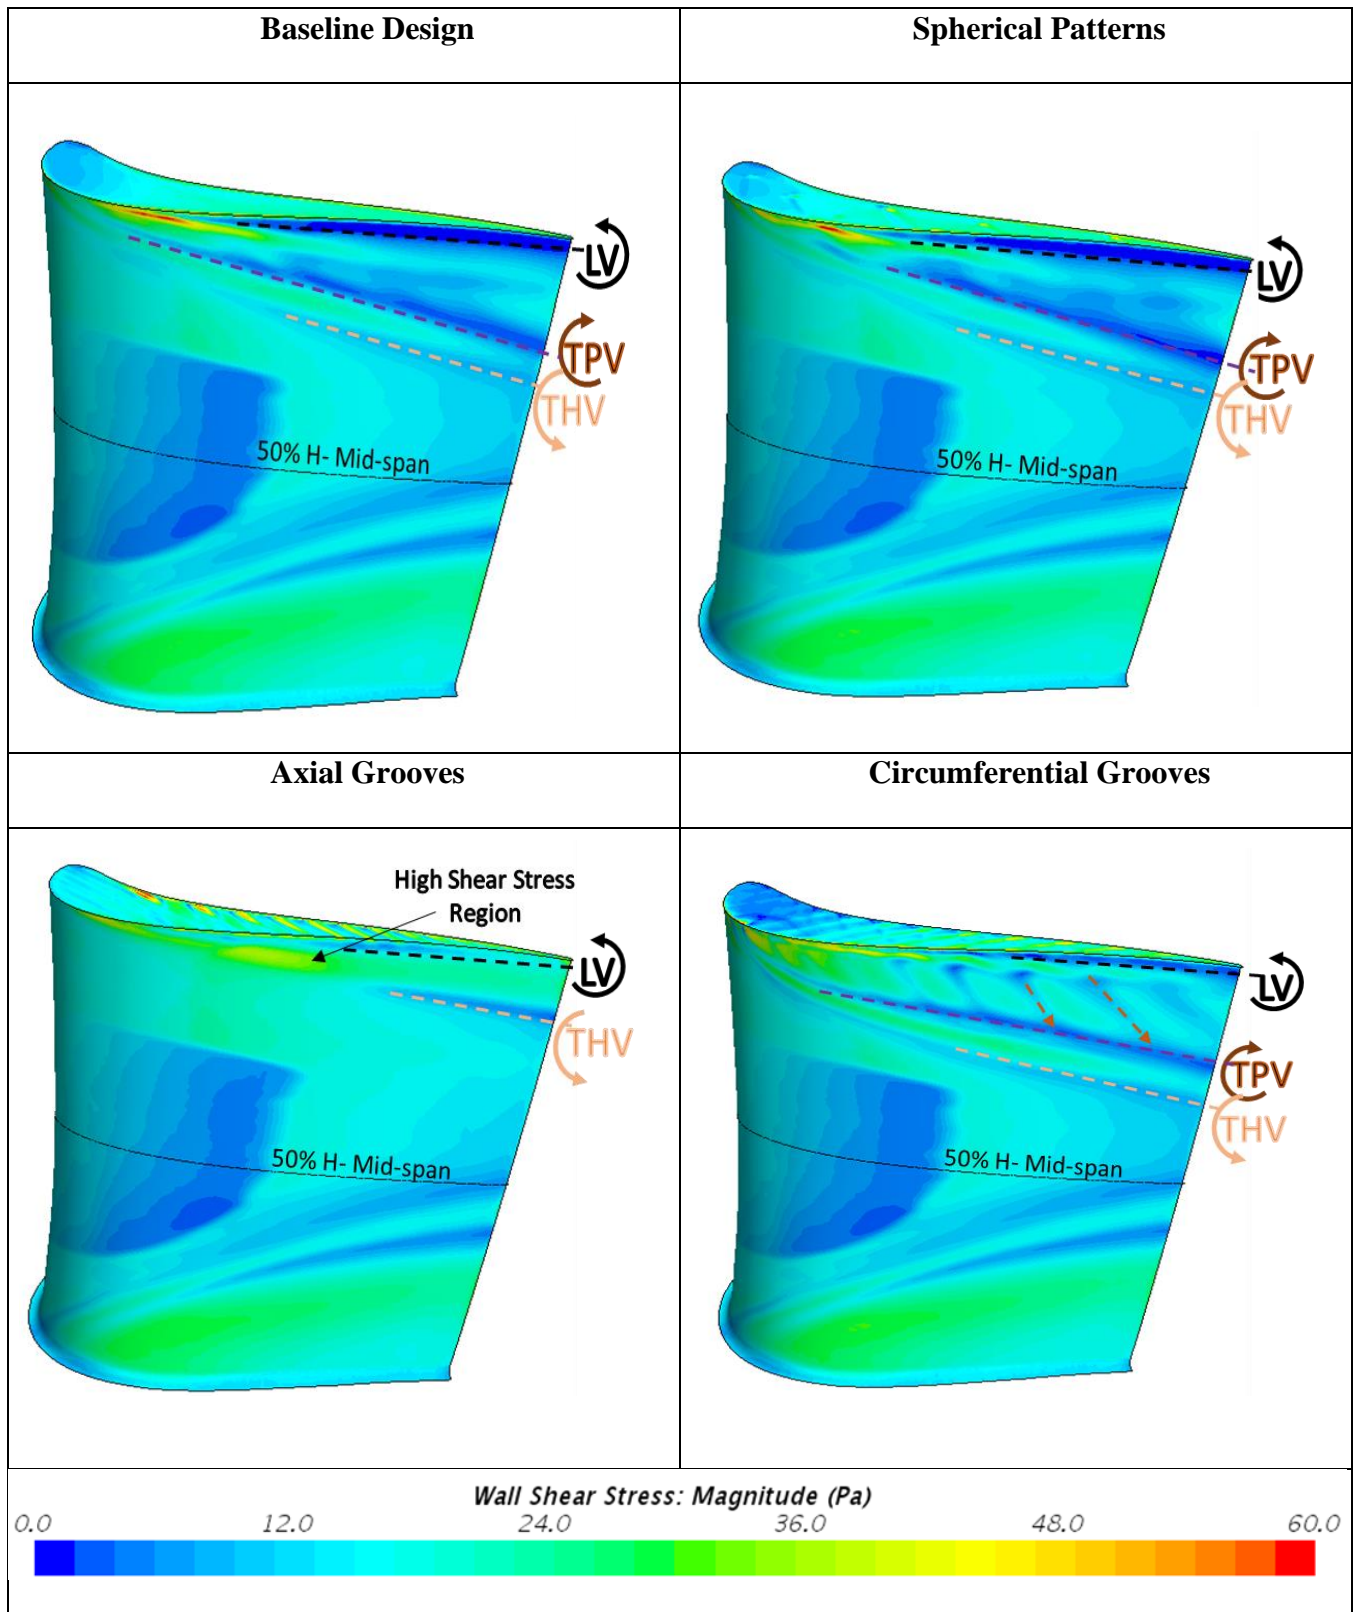 Baseline Design
Spherical Patterns
LV
TPV
THV
50% H- Mid-span
LV
TPV
THV
50% H- Mid-span
Axial Grooves
Circumferential Grooves
High Shear Stress
Region
LV
THV
50% H- Mid-span
LV
TPV
THV
50% H- Mid-span
Wall Shear Stress: Magnitude (Pa)
0.0 12.0 24.0 36.0 48.0 60.0